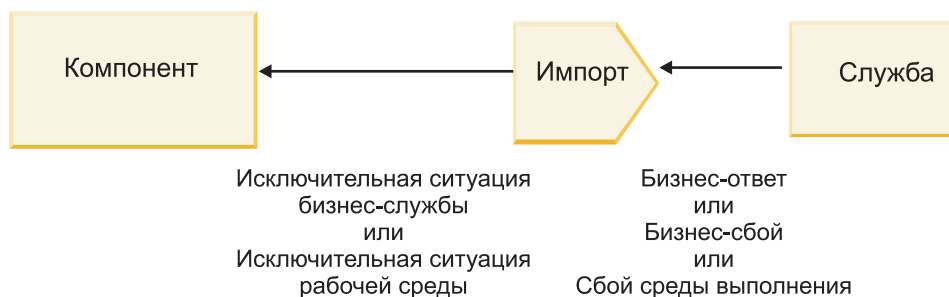 Компонент
Импорт
Служба
Исключительная ситуация
бизнес-службы
или
Исключительная ситуация
рабочей среды
Бизнес-ответ
или
Бизнес-сбой
или
Сбой среды выполнения